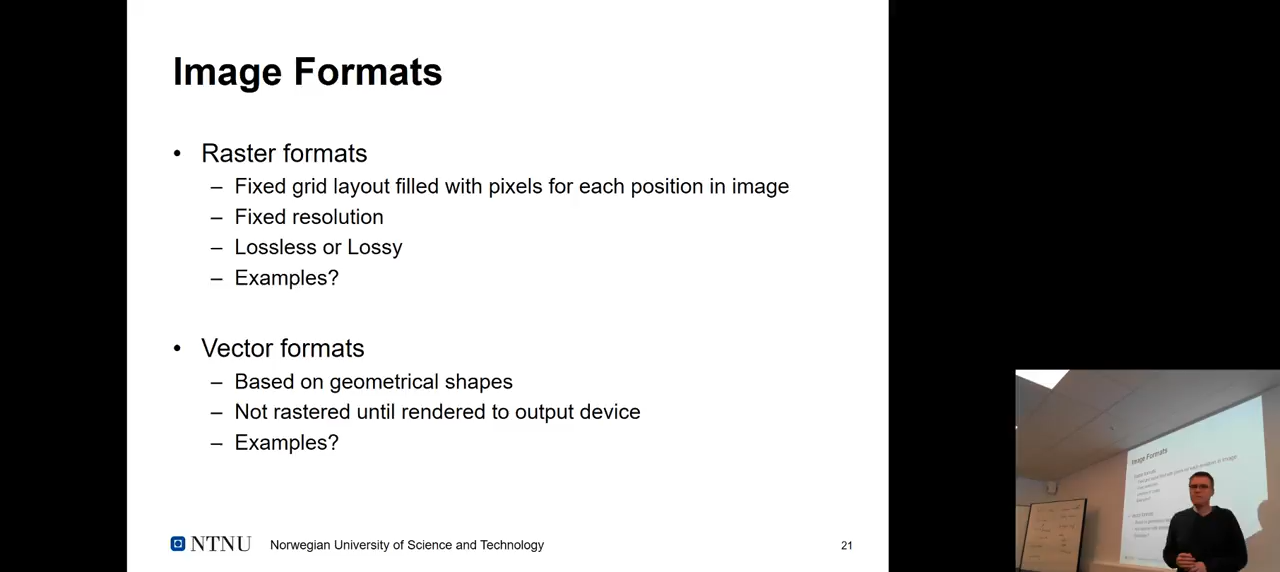 Image Formats
• Raster formats
– Fixed grid layout filled with pixels for each position in image
– Fixed resolution
– Lossless or Lossy
– Examples?
• Vector formats
– Based on geometrical shapes
– Not rastered until rendered to output device
– Examples?
NTNU Norwegian University of Science and Technology 21
Image Formats